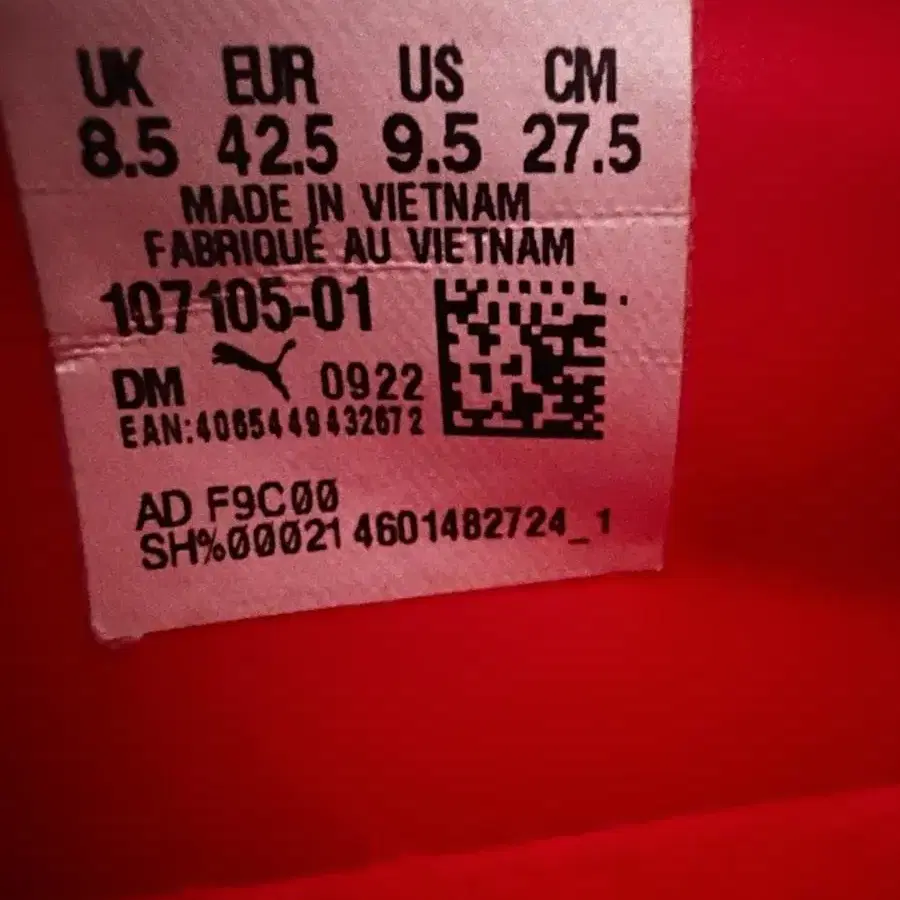 UK EUR US CM
8.5 42.5 9.5 27.5
MADE IN VIETNAM
FABRIQUÉ AU VIETNAM
107105-01
DM 0922
EAN:4065449432672
AD F9C00
SH%00021 4601482724_1